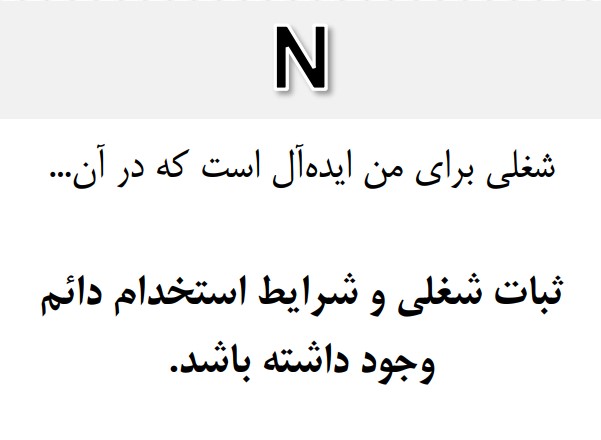 N
شغلی برای من ایده‌آل است که در آن...
ثبات شغلی و شرایط استخدام دائم
وجود داشته باشد.